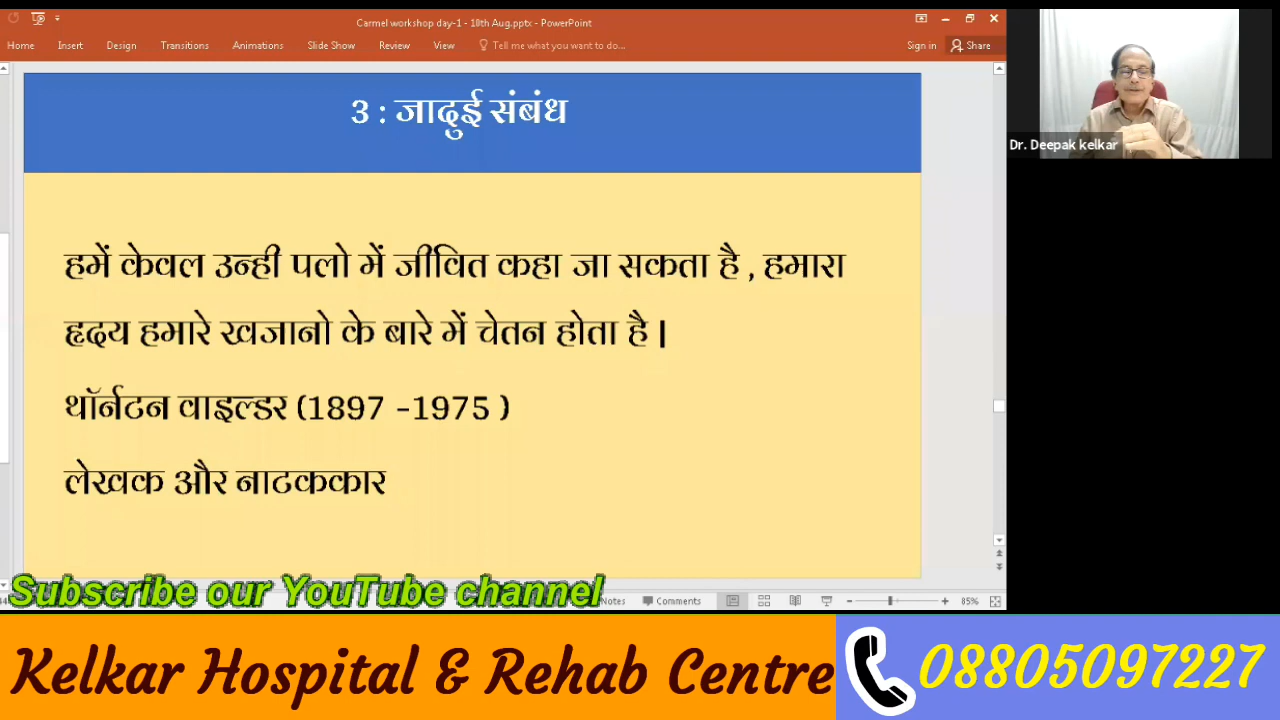 Carmel workshop day-1 - 10th Aug.pptx - PowerPoint
Home Insert Design Transitions Animations Slide Show Review View Tell me what you want to do... Sign in Share
3 : जादुई संबंध
हमें केवल उन्ही पलो में जीवित कहा जा सकता है , हमारा
हृदय हमारे खजानो के बारे में चेतन होता है |
थॉर्नटन वाइल्डर (1897 -1975 )
लेखक और नाटककार
Dr. Deepak kelkar
Subscribe our YouTube channel
Notes Comments 85%
Kelkar Hospital & Rehab Centre
08805097227